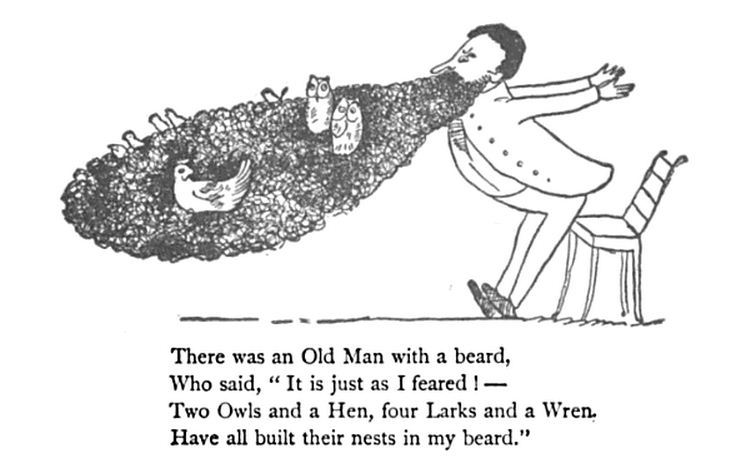 There was an Old Man with a beard,
Who said, “ It is just as I feared ! —
Two Owls and a Hen, four Larks and a Wren.
Have all built their nests in my beard.”